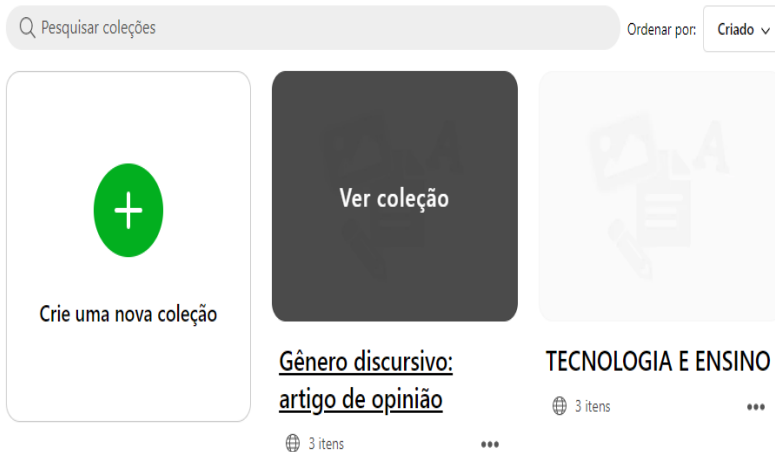 Pesquisar coleções
Ordenar por:
Criado
Ver coleção
Crie uma nova coleção
Gênero discursivo:
artigo de opinião
3 itens
TECNOLOGIA E ENSINO
3 itens